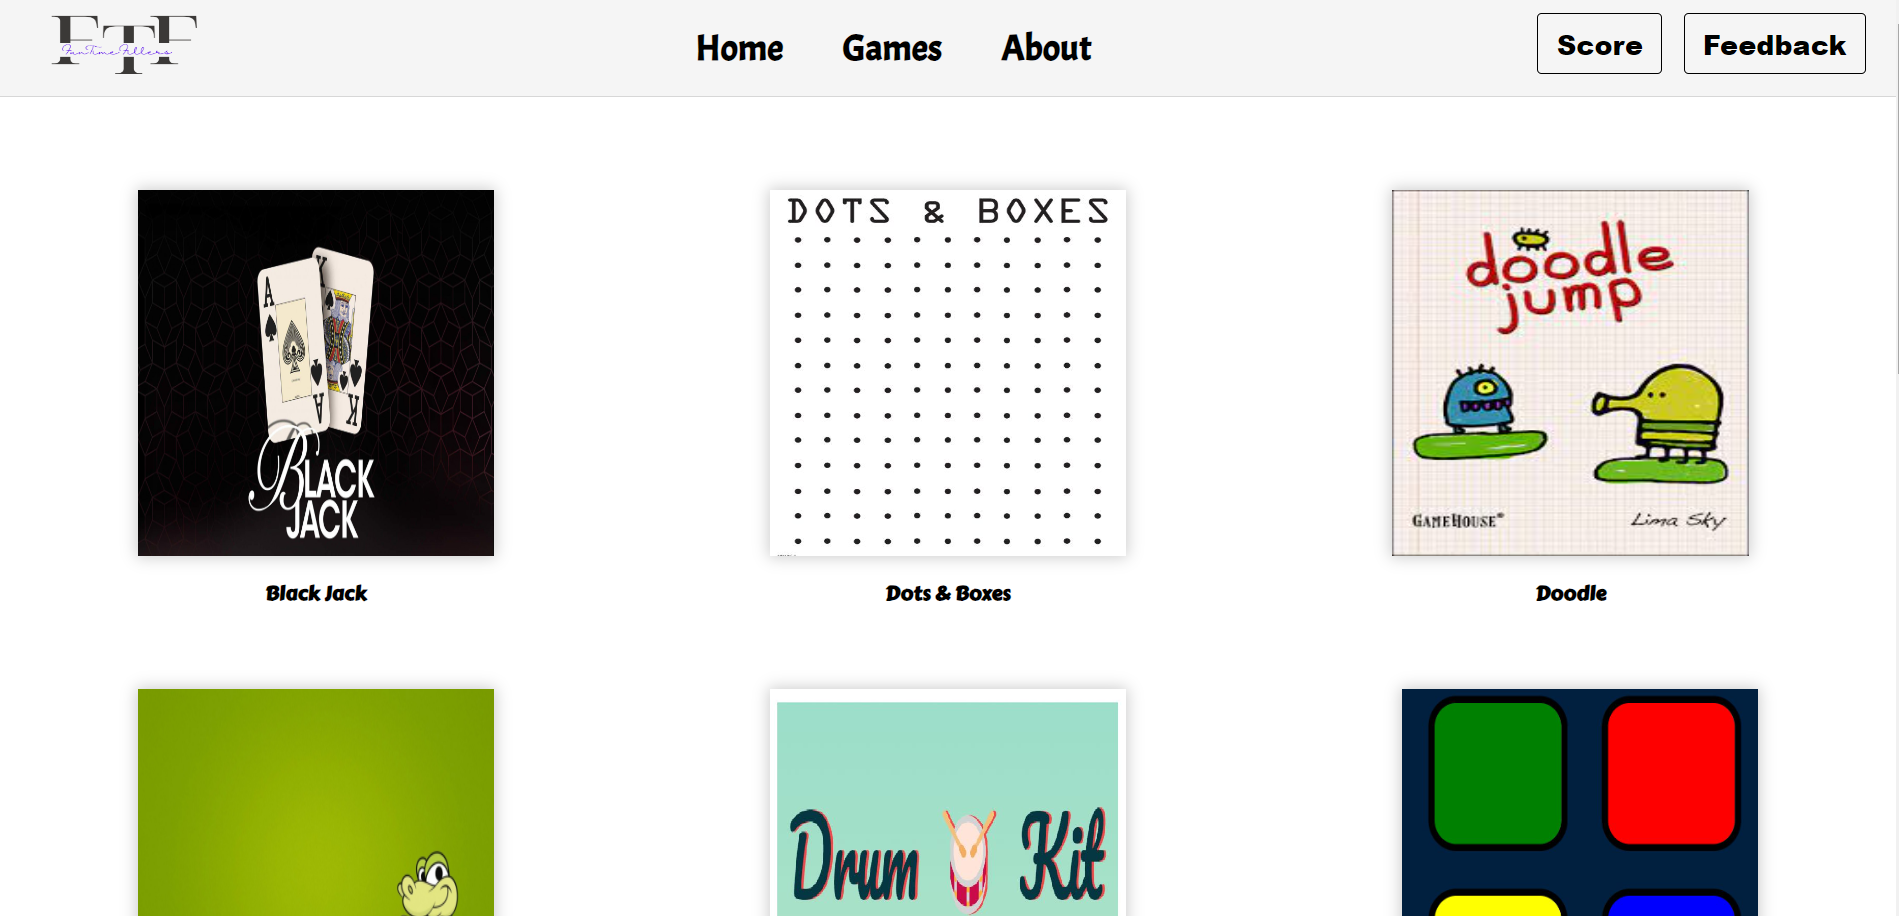 FTF
FunTimeFillers
Home Games About
Score Feedback
A
K
A
K
BLACK
JACK
DOTS & BOXES
doodle
jump
GAMEHOUSE®
Lima Sky
Black Jack
Dots & Boxes
Doodle
Drum Kit